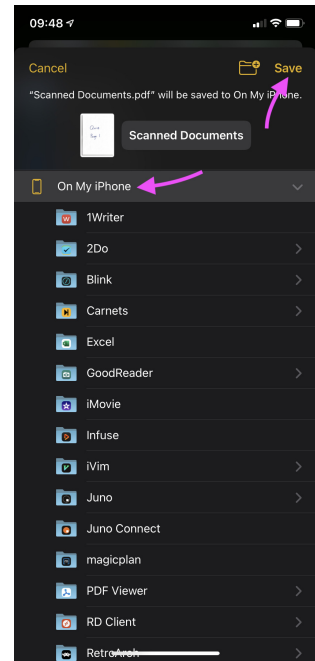 09:48
Cancel Save
“Scanned Documents.pdf” will be saved to On My iPhone.
Scanned Documents
On My iPhone
1Writer
2Do
Blink
Carnets
Excel
GoodReader
iMovie
Infuse
iVim
Juno
Juno Connect
magicplan
PDF Viewer
RD Client
RetroArch